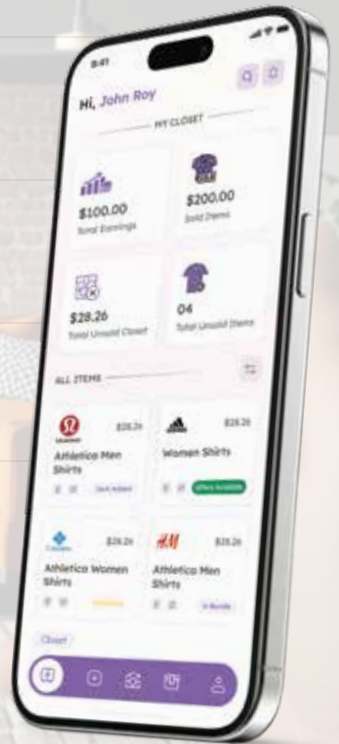 9:41
Hi, John Roy
MY CLOSET
$100.00
Total Earnings
$200.00
Sold Items
$28.26
Total Unsold Closet
04
Total Unsold Items
ALL ITEMS
$28.26
Athletica Men
Shirts
$28.26
Women Shirts
Offers Available
$28.26
Athletica Women
Shirts
H&M
$28.26
Athletica Men
Shirts
In Bundle
Closet